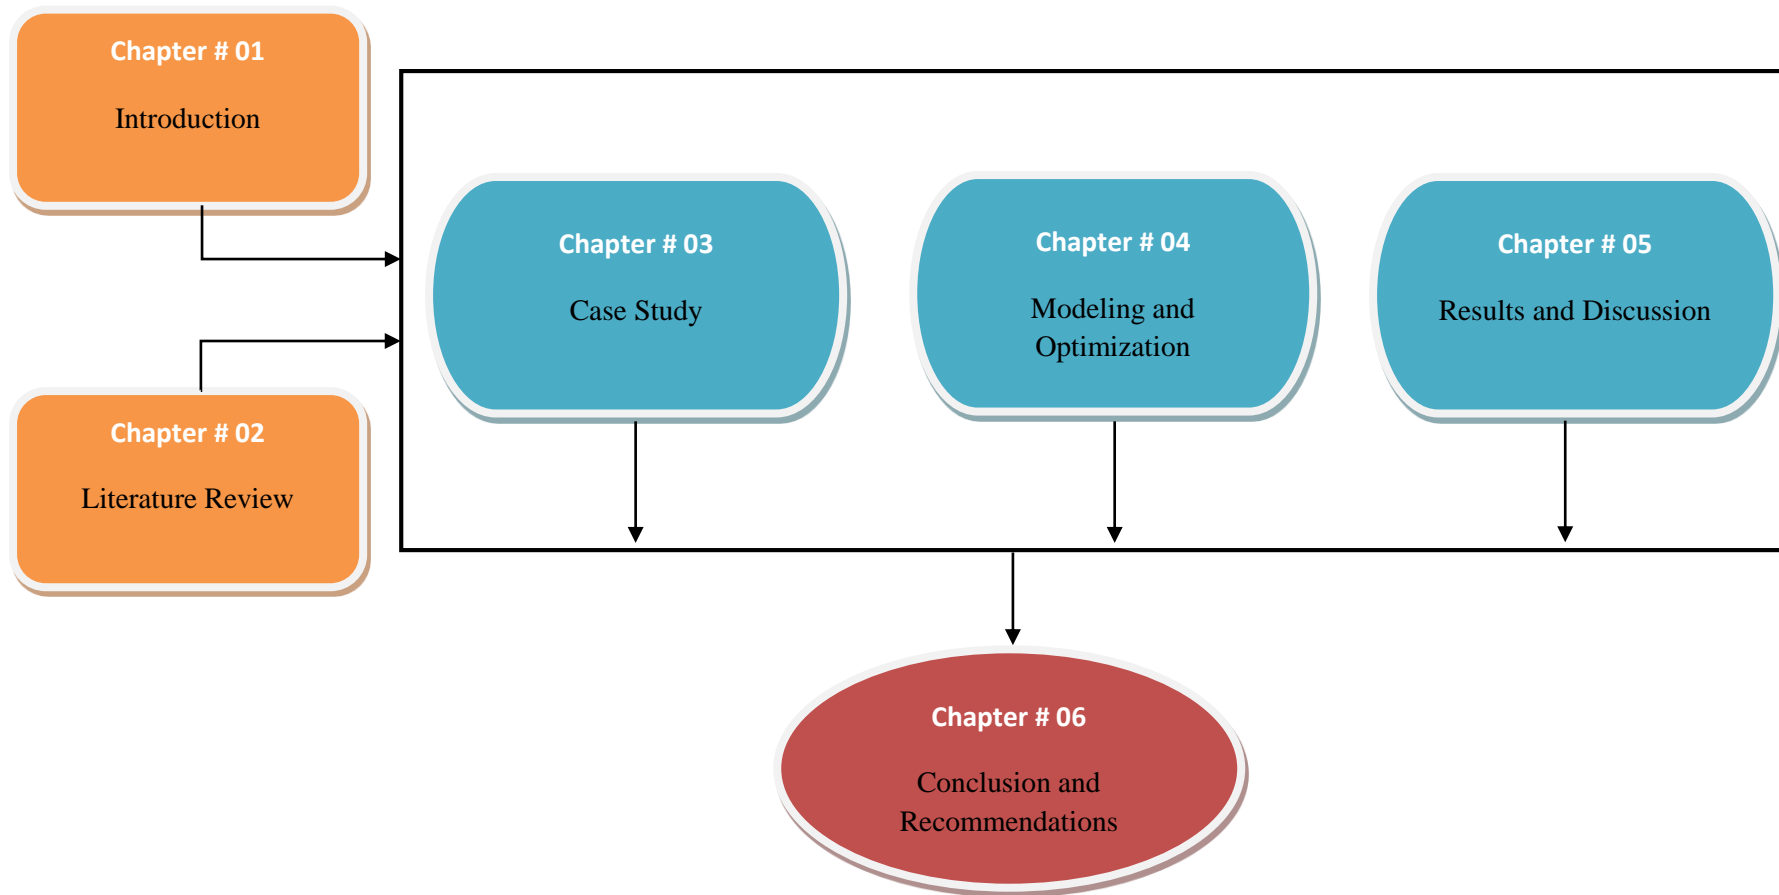 Chapter # 01
Introduction
Chapter # 02
Literature Review
Chapter # 03
Case Study
Chapter # 04
Modeling and
Optimization
Chapter # 05
Results and Discussion
Chapter # 06
Conclusion and
Recommendations